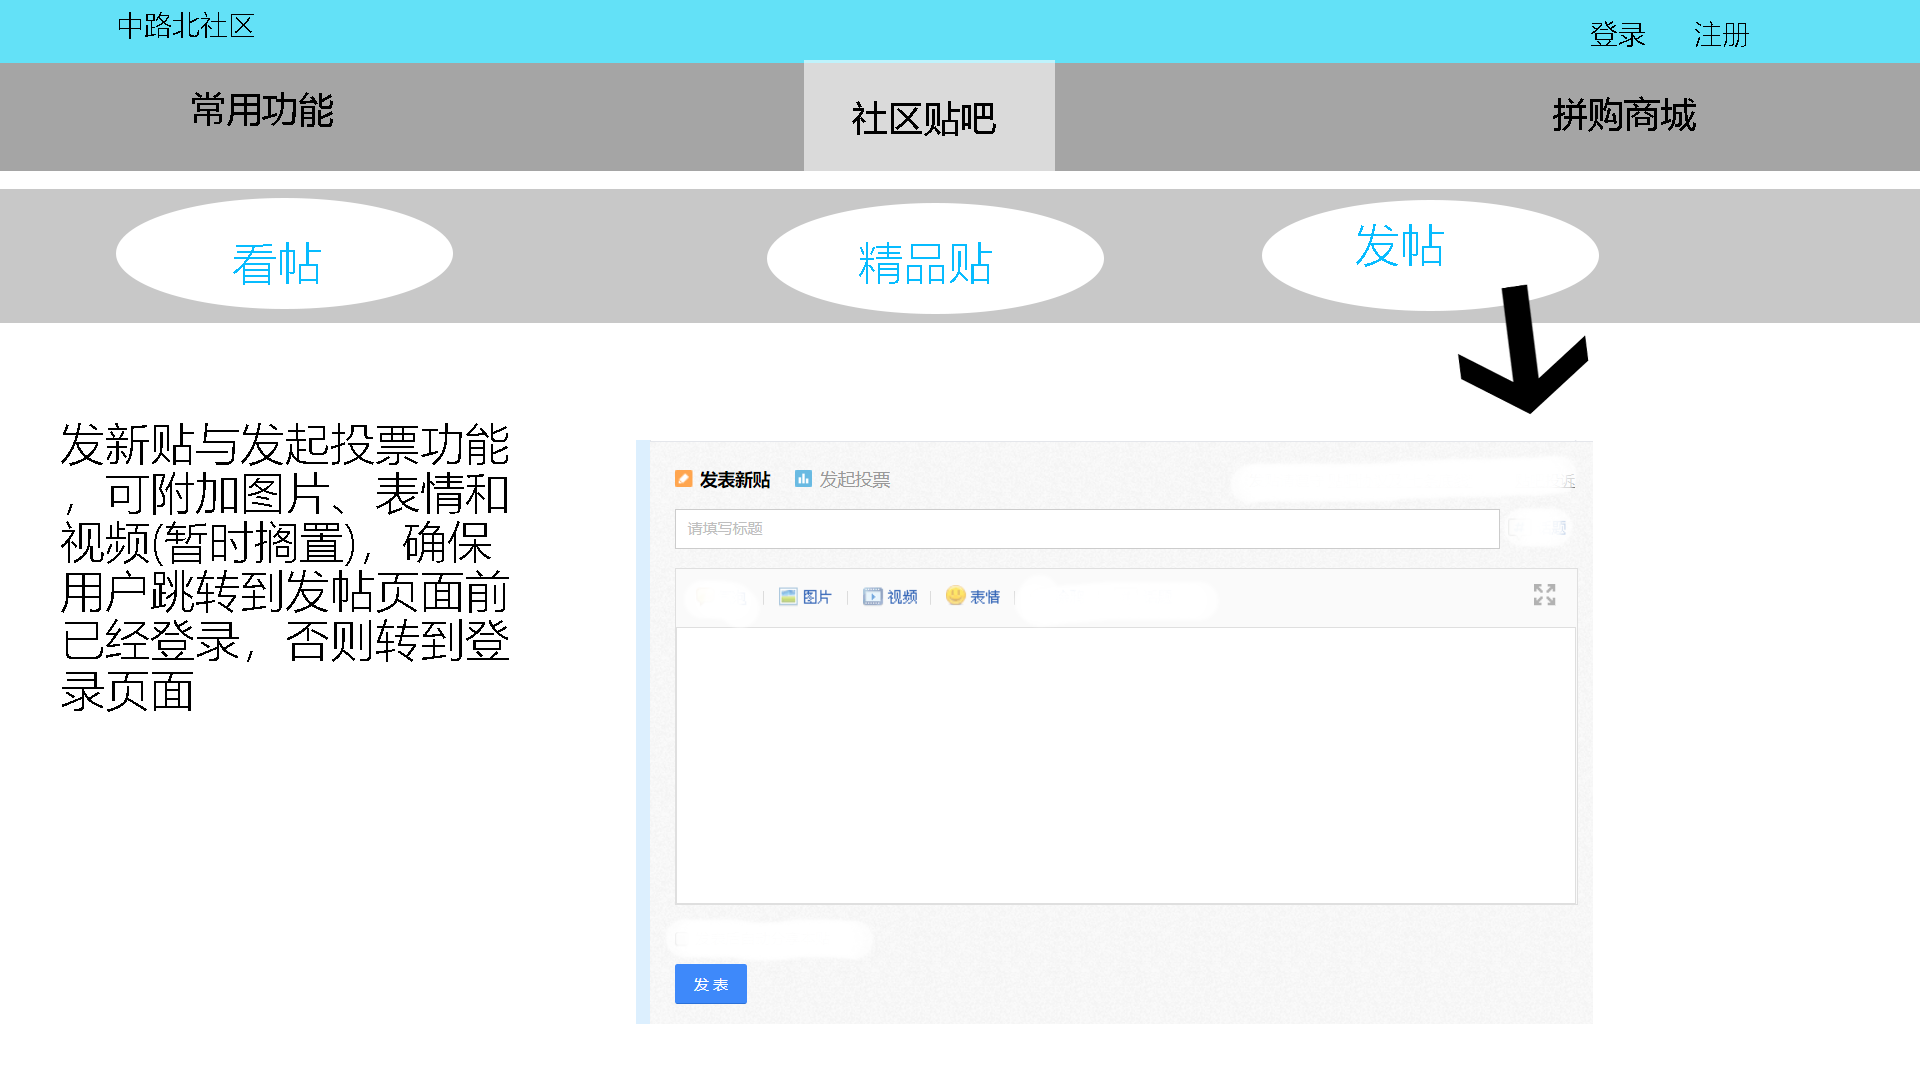 中路北社区
登录 注册
常用功能
社区贴吧
拼购商城
看帖
精品贴
发帖
发新贴与发起投票功能
，可附加图片、表情和
视频(暂时搁置)，确保
用户跳转到发帖页面前
已经登录，否则转到登
录页面
发表新贴
发起投票
请填写标题
图片
视频
表情
发表